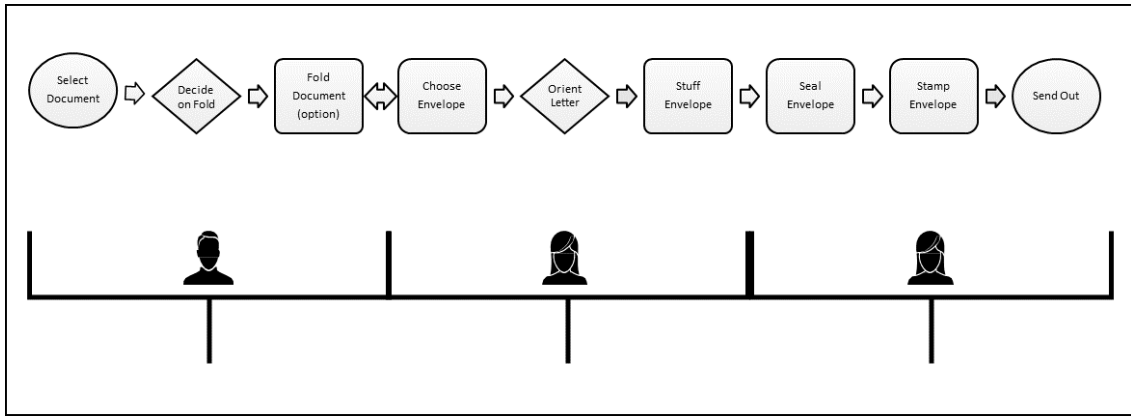 Select
Document
Decide
on Fold
Fold
Document
(option)
Choose
Envelope
Orient
Letter
Stuff
Envelope
Seal
Envelope
Stamp
Envelope
Send Out